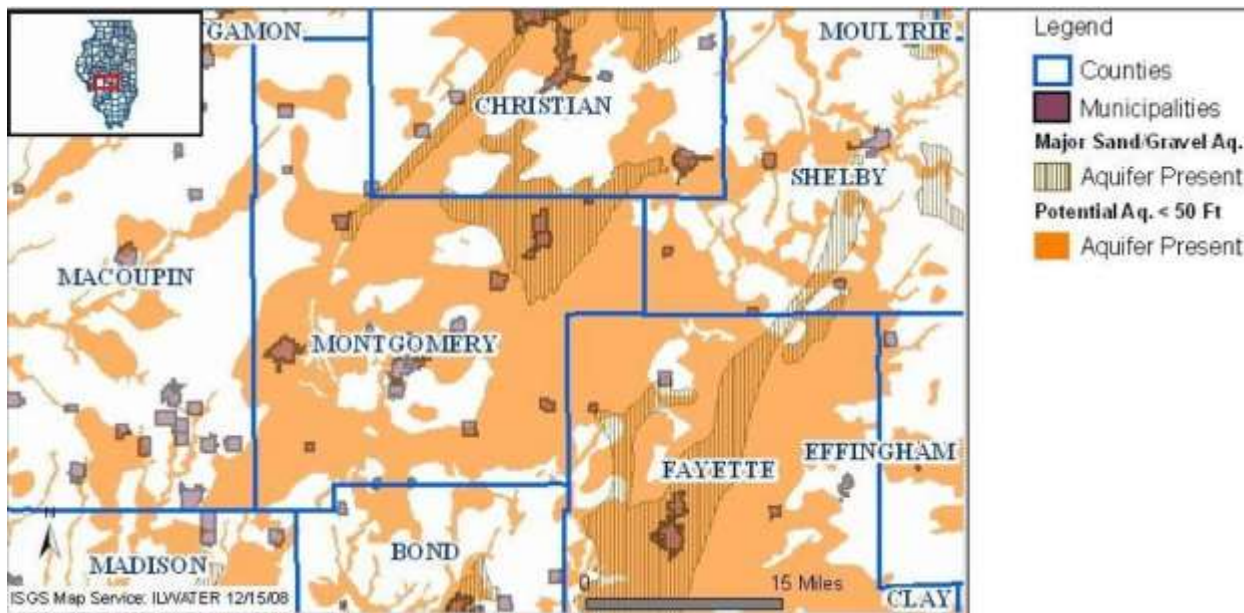 GAMON
MOULTRIE
CHRISTIAN
SHELBY
MACOUPIN
MONTGOMERY
FAYETTE
EFFINGHAM
BOND
MADISON
CLAY
N
0
15 Miles
ISGS Map Service: ILWATER 12/15/08
Legend
Counties
Municipalities
Major Sand/Gravel Aq.
Aquifer Present
Potential Aq. < 50 Ft
Aquifer Present